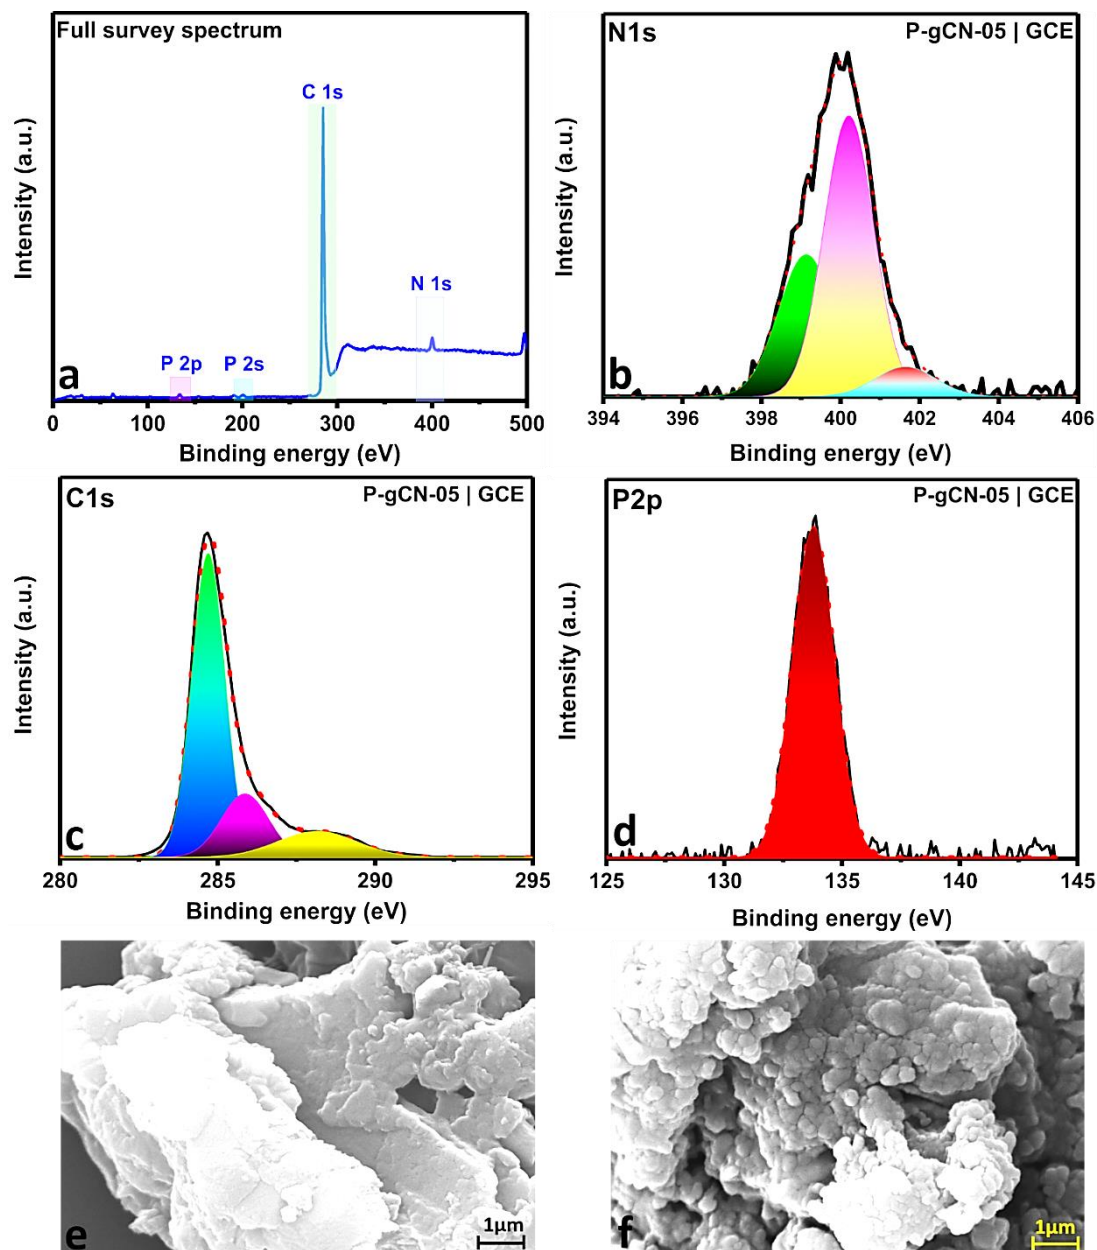 Full survey spectrum
C 1s
N 1s
P 2p
P 2s
a
Intensity (a.u.)
0 100 200 300 400 500
Binding energy (eV)
N1s
P-gCN-05 | GCE
b
Intensity (a.u.)
394 396 398 400 402 404 406
Binding energy (eV)
C1s
P-gCN-05 | GCE
c
Intensity (a.u.)
280 285 290 295
Binding energy (eV)
P2p
P-gCN-05 | GCE
d
Intensity (a.u.)
125 130 135 140 145
Binding energy (eV)
e
1μm
f
1μm